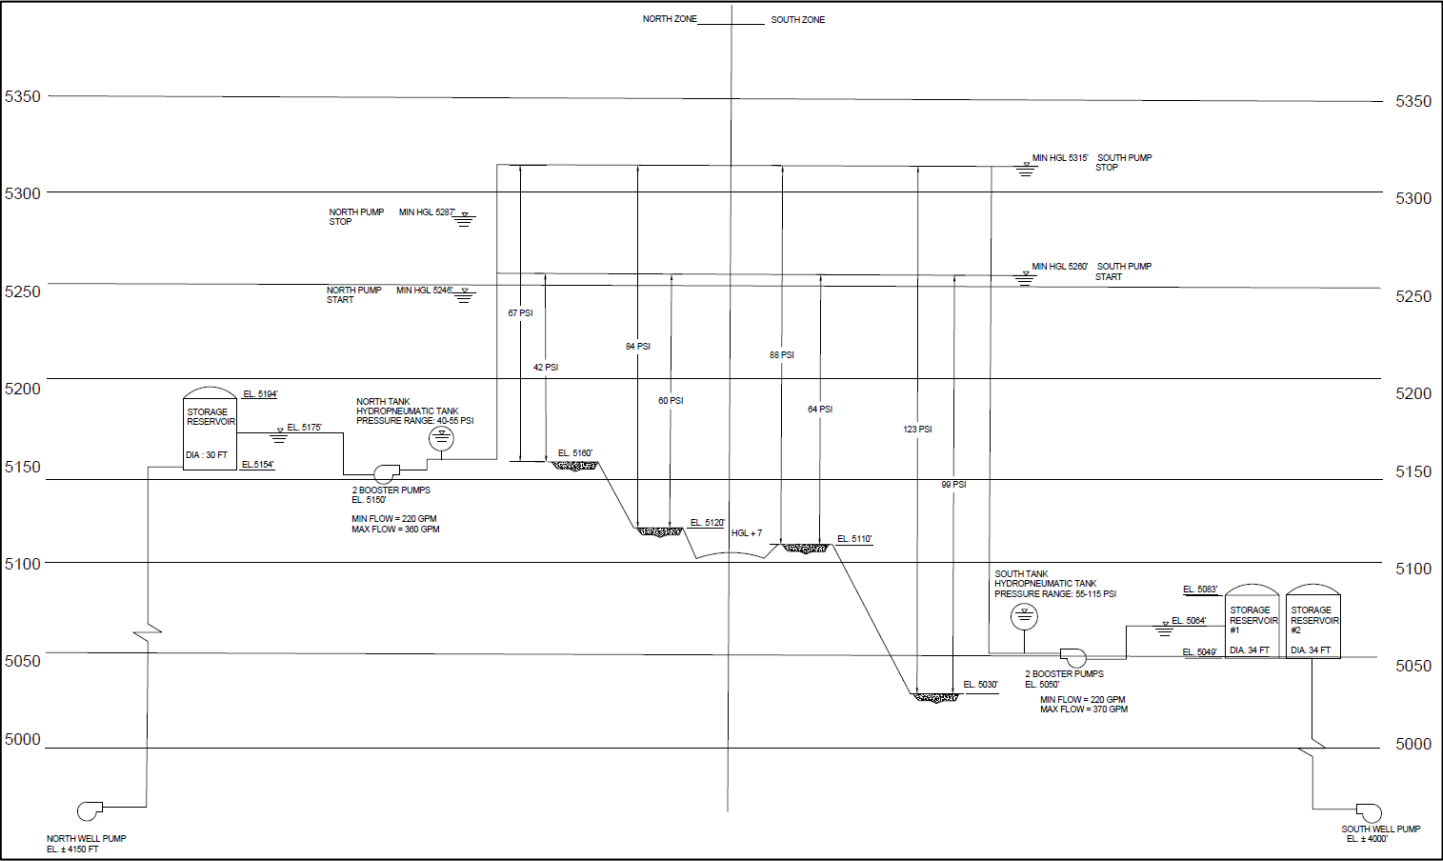 NORTH ZONE SOUTH ZONE
5350 5350
MIN HGL 5315' SOUTH PUMP
STOP
5300 5300
NORTH PUMP MIN HGL 5287'
STOP
MIN HGL 5260' SOUTH PUMP
START
NORTH PUMP MIN HGL 5246'
START
5250 5250
67 PSI
84 PSI
88 PSI
42 PSI
60 PSI
64 PSI
123 PSI
99 PSI
5200 5200
EL. 5194'
STORAGE
RESERVOIR
DIA : 30 FT
EL. 5175'
EL.5154'
NORTH TANK
HYDROPNEUMATIC TANK
PRESSURE RANGE: 40-55 PSI
5150 5150
2 BOOSTER PUMPS
EL. 5150'
MIN FLOW = 220 GPM
MAX FLOW = 360 GPM
EL. 5160'
EL. 5120'
HGL + 7
EL. 5110'
5100 5100
SOUTH TANK
HYDROPNEUMATIC TANK
PRESSURE RANGE: 55-115 PSI
EL. 5083'
STORAGE
RESERVOIR
#1
DIA. 34 FT
STORAGE
RESERVOIR
#2
DIA. 34 FT
EL. 5064'
EL. 5049'
5050 5050
2 BOOSTER PUMPS
EL. 5050'
MIN FLOW = 220 GPM
MAX FLOW = 370 GPM
EL. 5030'
5000 5000
NORTH WELL PUMP
EL. ± 4150 FT
SOUTH WELL PUMP
EL. ± 4000'